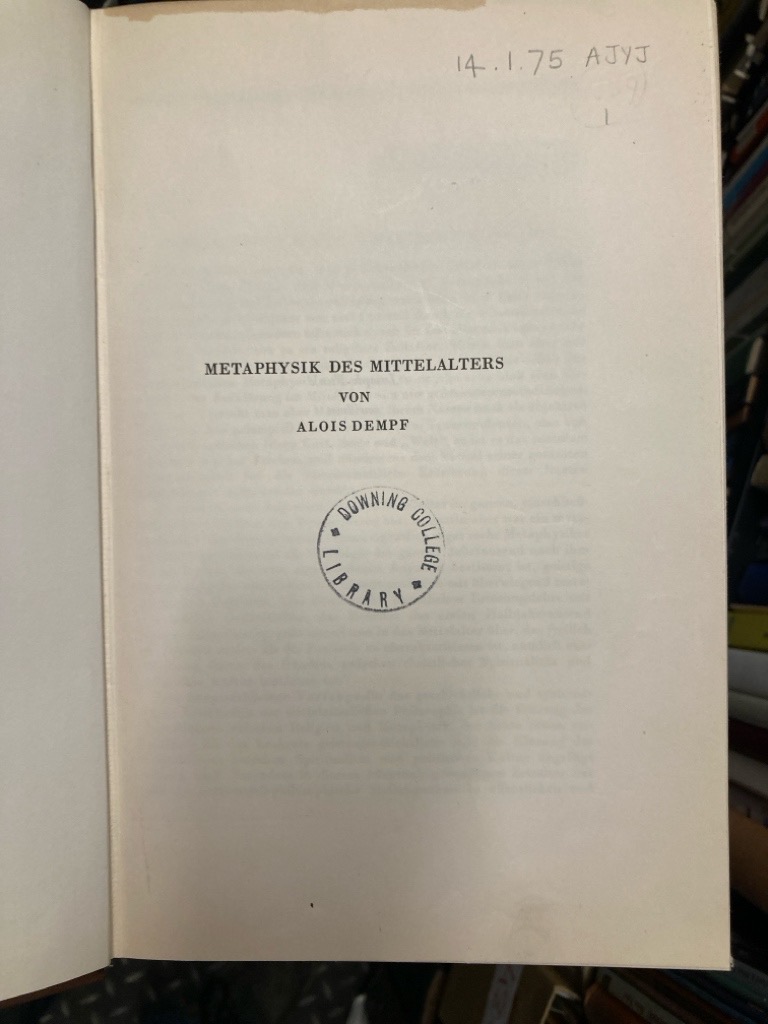 14.1.75 AJYJ
1
METAPHYSIK DES MITTELALTERS
VON
ALOIS DEMPF
DOWNING COLLEGE
LIBRARY